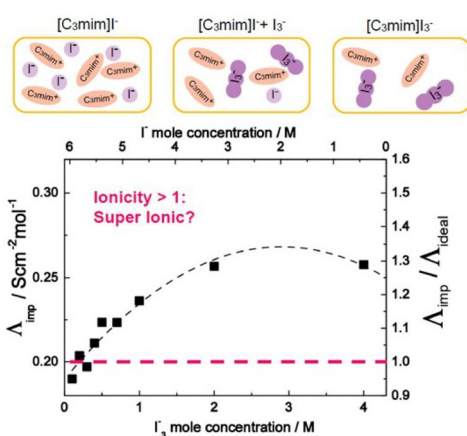 [C₃mim]I⁻
[C₃mim]I⁻+ I₃⁻
[C₃mim]I₃⁻
C₃mim⁺
I⁻
I⁻
C₃mim⁺
I⁻
C₃mim⁺
C₃mim⁺
I⁻
I⁻
C₃mim⁺
C₃mim⁺
I⁻
C₃mim⁺
I₃⁻
I₃⁻
C₃mim⁺
C₃mim⁺
I⁻
C₃mim⁺
I₃⁻
I₃⁻
I⁻ mole concentration / M
6 5 4 3 2 1 0
Ionicity > 1:
Super Ionic?
Λimp / Scm⁻²mol⁻¹
0.30
0.25
0.20
1.6
1.5
1.4
1.3
1.2
1.1
1.0
0.9
Λimp / Λideal
0 1 2 3 4
I⁻₃ mole concentration / M